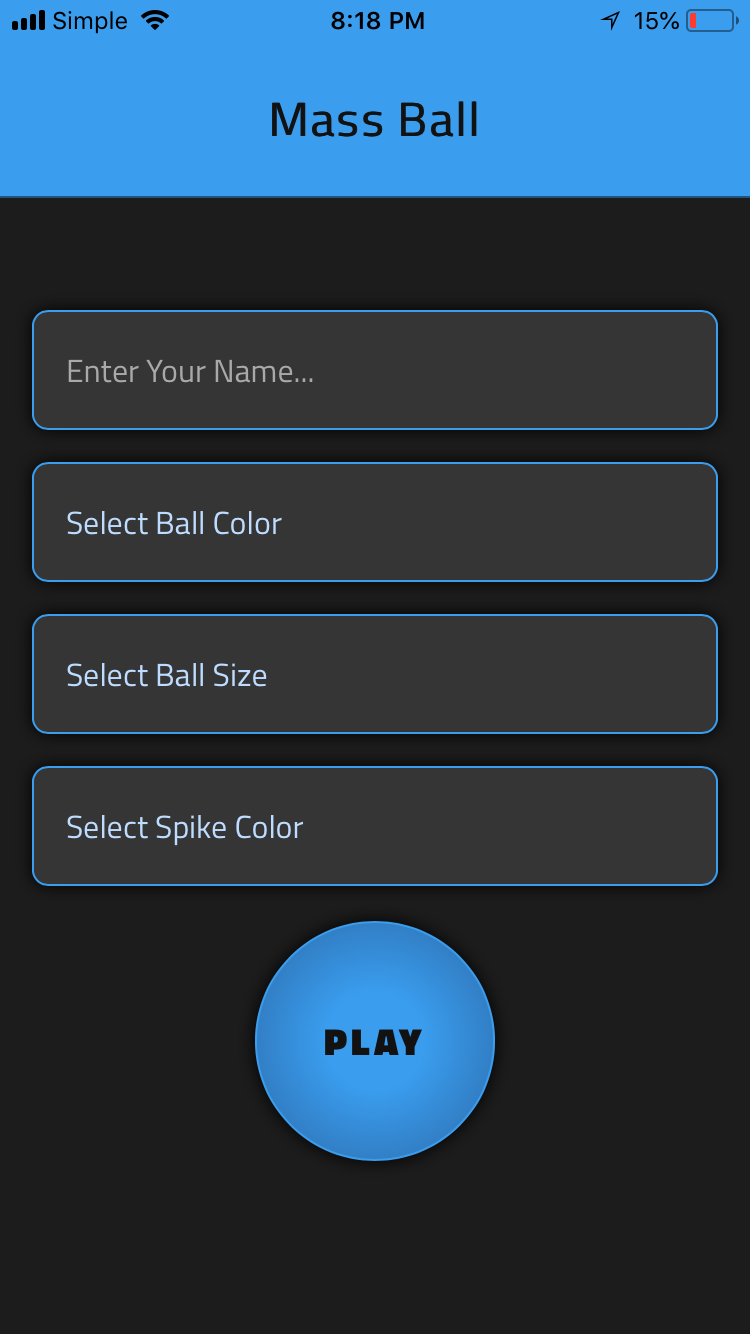 Simple 8:18 PM 15%
Mass Ball
Enter Your Name...
Select Ball Color
Select Ball Size
Select Spike Color
PLAY